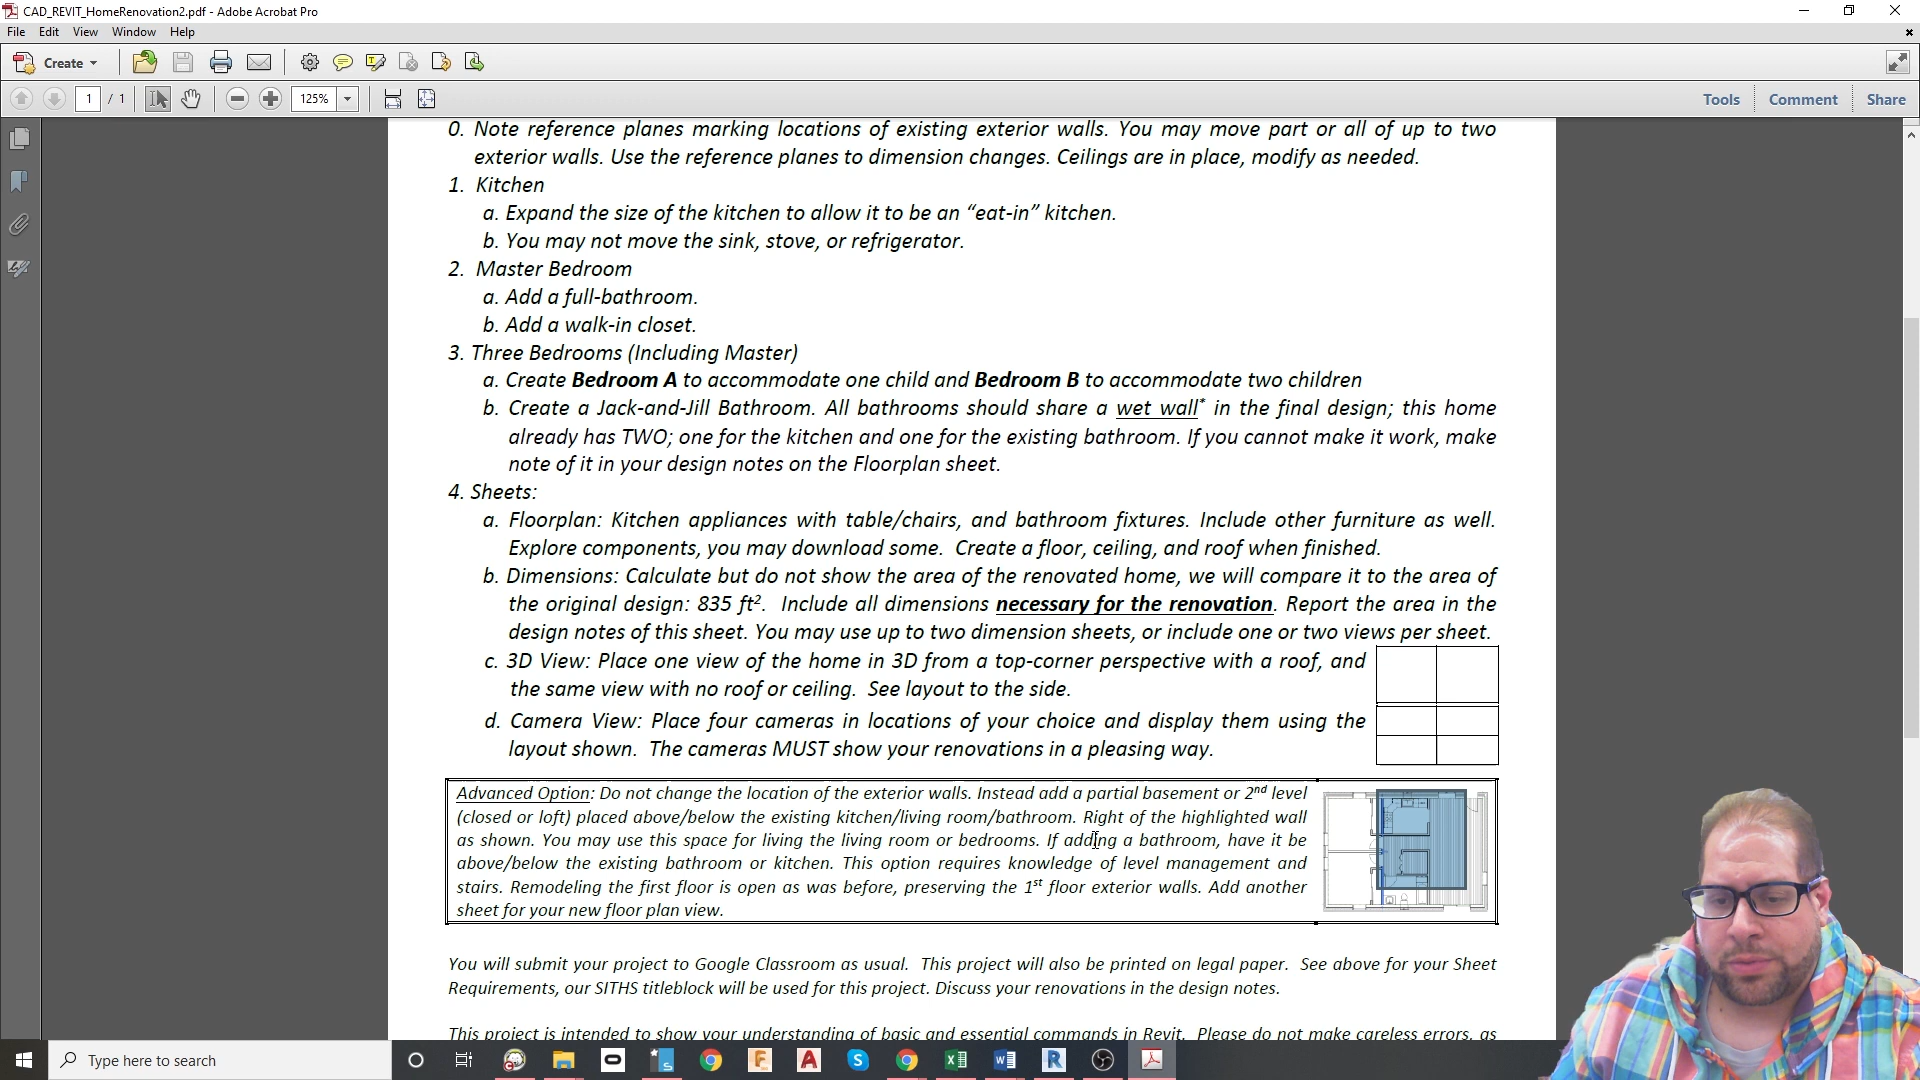 CAD_REVIT_HomeRenovation2.pdf - Adobe Acrobat Pro
File Edit View Window Help
Create
1 / 1 125% Tools Comment Share
0. Note reference planes marking locations of existing exterior walls. You may move part or all of up to two
exterior walls. Use the reference planes to dimension changes. Ceilings are in place, modify as needed.
1. Kitchen
a. Expand the size of the kitchen to allow it to be an “eat-in” kitchen.
b. You may not move the sink, stove, or refrigerator.
2. Master Bedroom
a. Add a full-bathroom.
b. Add a walk-in closet.
3. Three Bedrooms (Including Master)
a. Create Bedroom A to accommodate one child and Bedroom B to accommodate two children
b. Create a Jack-and-Jill Bathroom. All bathrooms should share a wet wall* in the final design; this home
already has TWO; one for the kitchen and one for the existing bathroom. If you cannot make it work, make
note of it in your design notes on the Floorplan sheet.
4. Sheets:
a. Floorplan: Kitchen appliances with table/chairs, and bathroom fixtures. Include other furniture as well.
Explore components, you may download some. Create a floor, ceiling, and roof when finished.
b. Dimensions: Calculate but do not show the area of the renovated home, we will compare it to the area of
the original design: 835 ft². Include all dimensions necessary for the renovation. Report the area in the
design notes of this sheet. You may use up to two dimension sheets, or include one or two views per sheet.
c. 3D View: Place one view of the home in 3D from a top-corner perspective with a roof, and
the same view with no roof or ceiling. See layout to the side.
d. Camera View: Place four cameras in locations of your choice and display them using the
layout shown. The cameras MUST show your renovations in a pleasing way.
Advanced Option: Do not change the location of the exterior walls. Instead add a partial basement or 2nd level
(closed or loft) placed above/below the existing kitchen/living room/bathroom. Right of the highlighted wall
as shown. You may use this space for living the living room or bedrooms. If adding a bathroom, have it be
above/below the existing bathroom or kitchen. This option requires knowledge of level management and
stairs. Remodeling the first floor is open as was before, preserving the 1st floor exterior walls. Add another
sheet for your new floor plan view.
You will submit your project to Google Classroom as usual. This project will also be printed on legal paper. See above for your Sheet
Requirements, our SITHS titleblock will be used for this project. Discuss your renovations in the design notes.
This project is intended to show your understanding of basic and essential commands in Revit. Please do not make careless errors, as
Type here to search